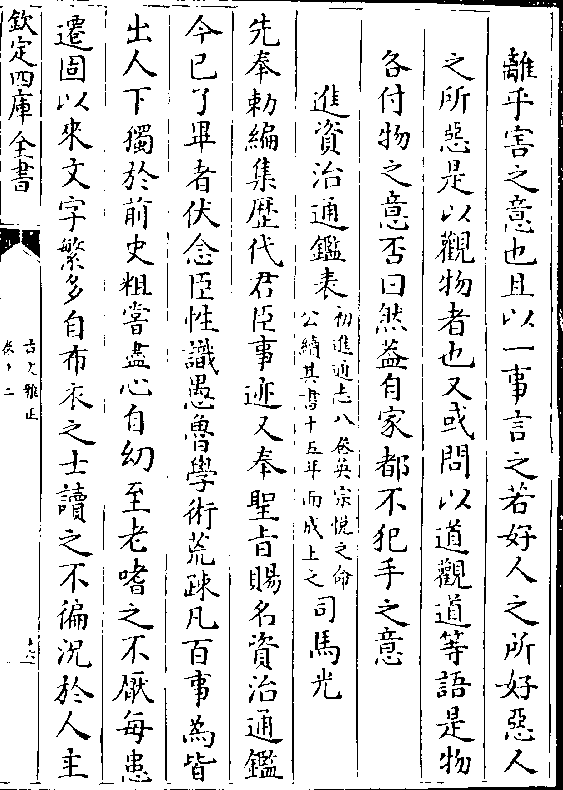 離乎害之意也且以一事言之若好人之所好惡人
之所惡是以觀物者也又或問以道觀道等語是物
各付物之意否曰然益自家都不犯手之意
進資治通鑑表初進通志八卷英宗悅之命公續其書十五年而成上之司馬光
先奉勅編集歴代君臣事迹又奉聖旨賜名資治通鑑
今已了畢者伏念臣性識愚魯學術荒疎凡百事為皆
出人下獨於前史粗嘗盡心自幼至老嗜之不厭每患
遷固以來文字繁多自布衣之士讀之不徧況於人主
欽定四庫全書
古文雅正
卷十二